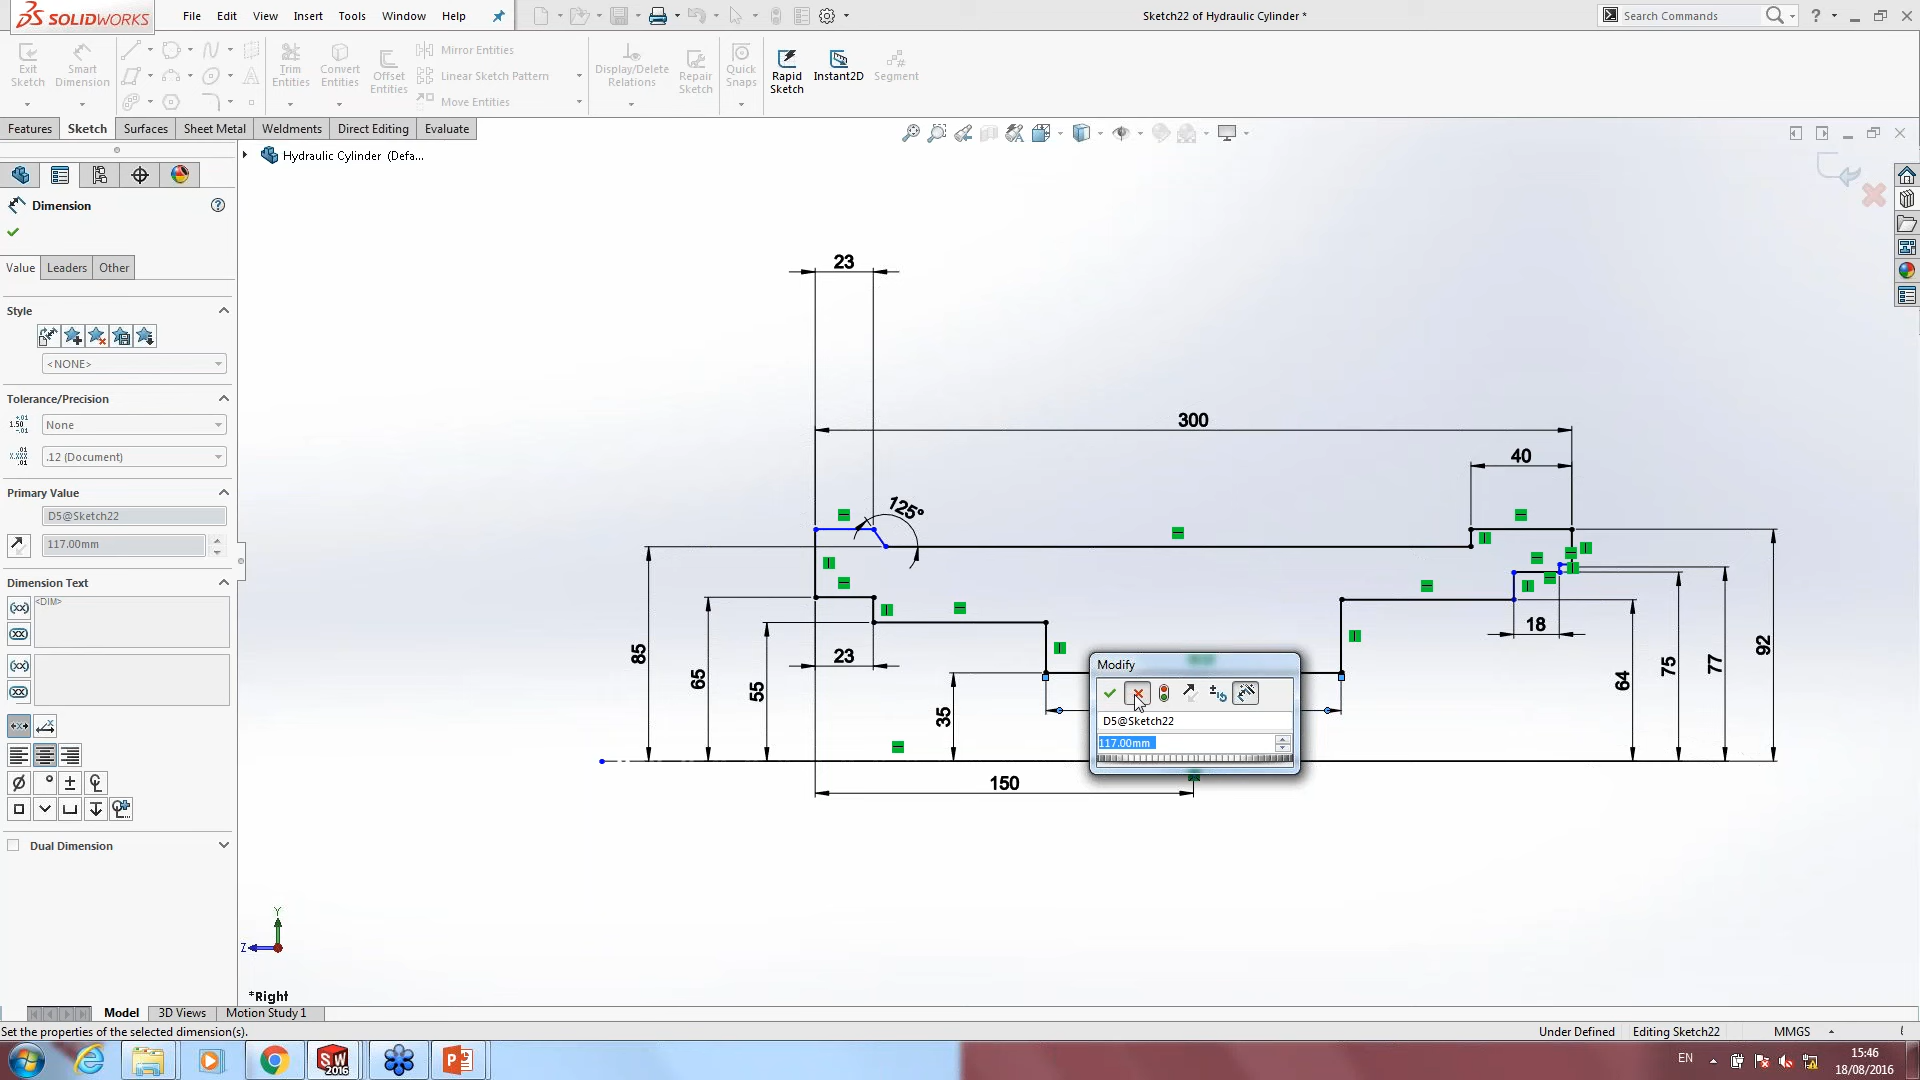 SOLIDWORKS
File Edit View Insert Tools Window Help
Sketch22 of Hydraulic Cylinder *
Search Commands
Exit Sketch
Smart Dimension
Trim Entities
Convert Entities
Offset Entities
Mirror Entities
Linear Sketch Pattern
Move Entities
Display/Delete Relations
Repair Sketch
Quick Snaps
Rapid Sketch
Instant2D
Segment
Features Sketch Surfaces Sheet Metal Weldments Direct Editing Evaluate
Hydraulic Cylinder (Defa...
Dimension
Value Leaders Other
Style
<NONE>
Tolerance/Precision
None
.12 (Document)
Primary Value
D5@Sketch22
117.00mm
Dimension Text
<DIM>
Dual Dimension
23
300
40
125°
85
65
55
23
35
150
18
64
75
77
92
Modify
D5@Sketch22
117.00mm
Y
Z
*Right
Model 3D Views Motion Study 1
Set the properties of the selected dimension(s).
Under Defined Editing Sketch22 MMGS
SW 2016
EN
15:46
18/08/2016